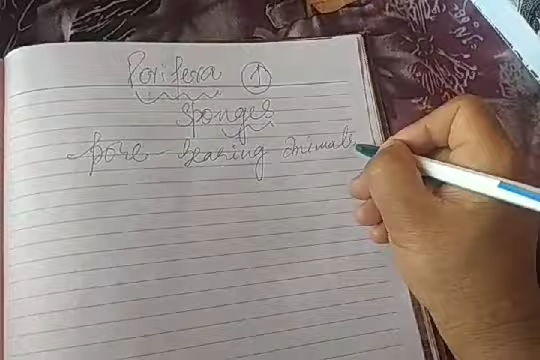 Porifera 1
Sponges
pore - bearing animals